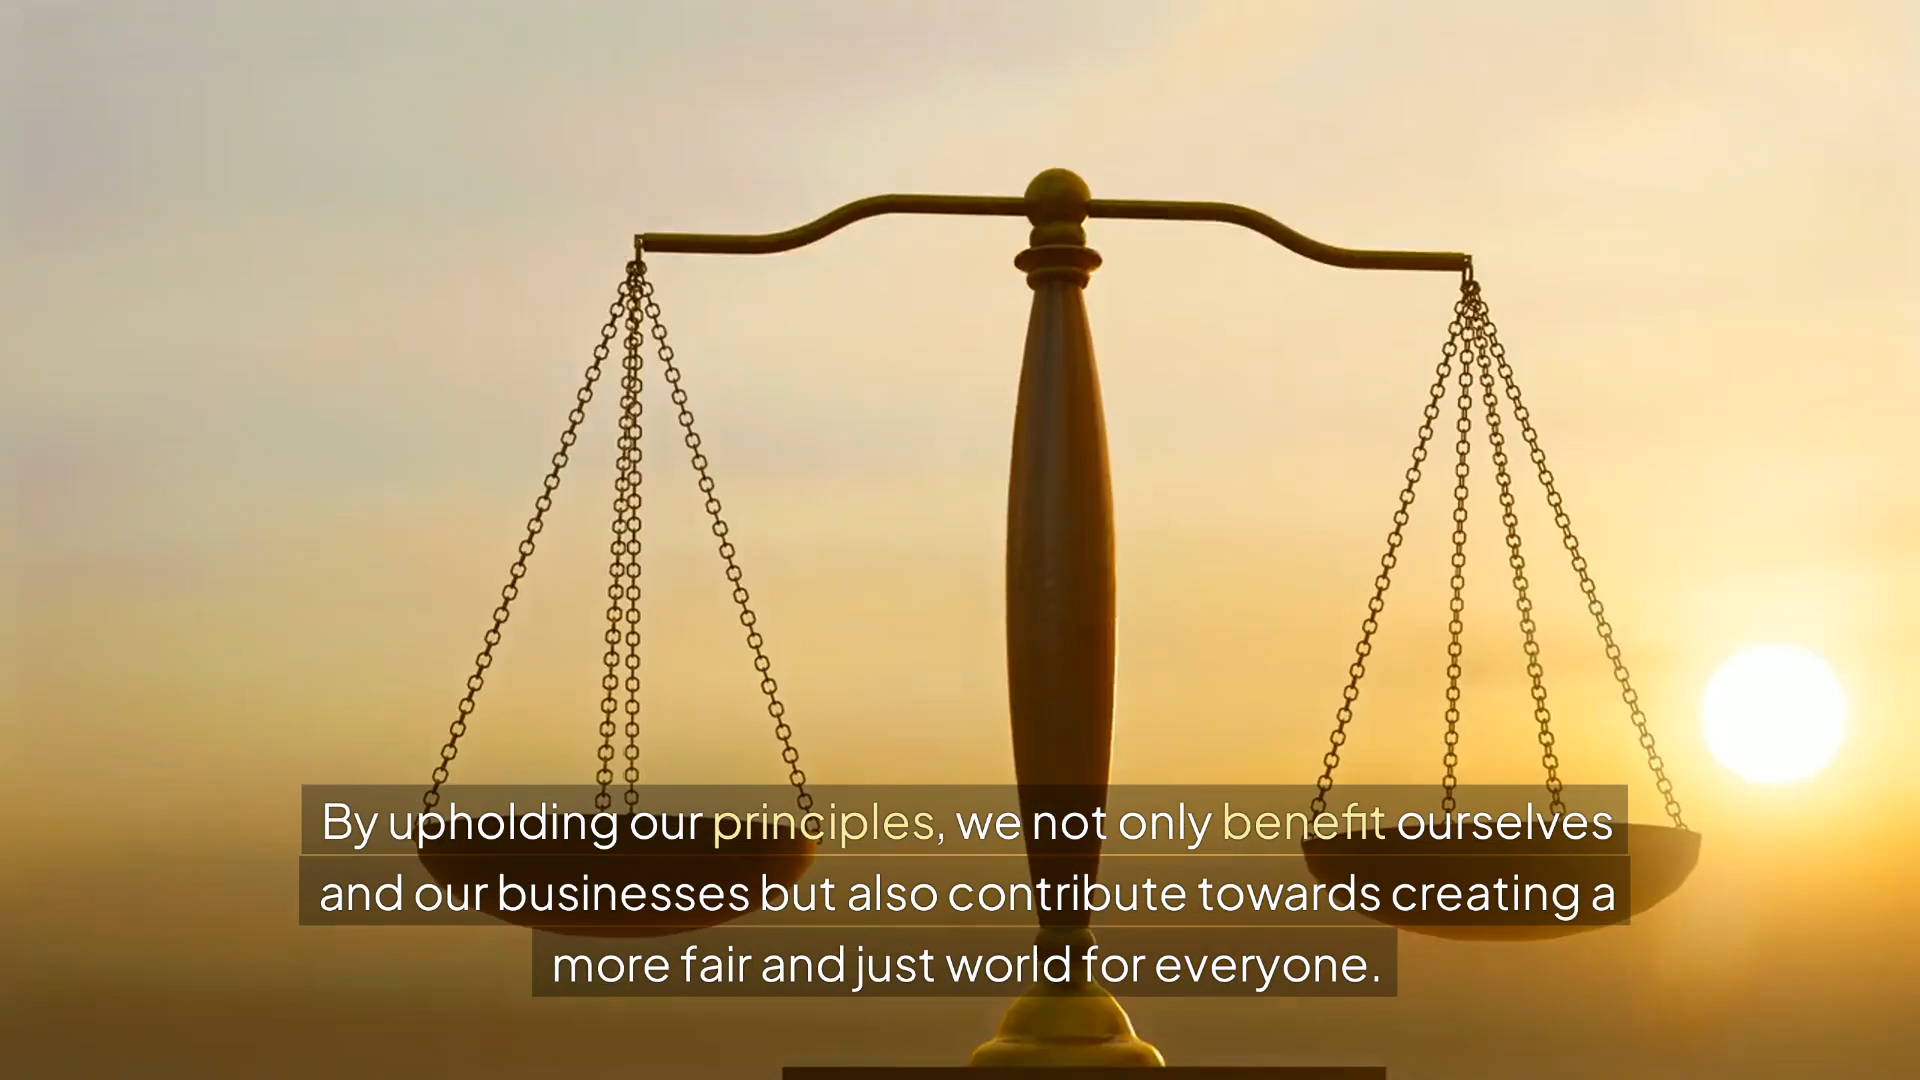 By upholding our principles, we not only benefit ourselves
and our businesses but also contribute towards creating a
more fair and just world for everyone.